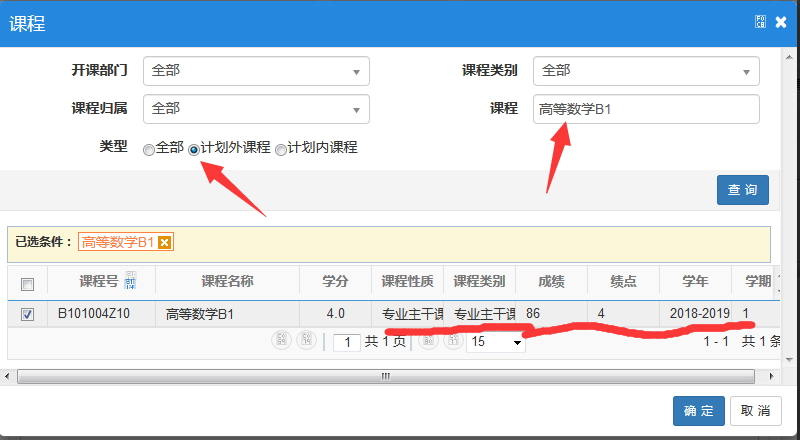 课程
开课部门 全部 课程类别 全部
课程归属 全部 课程 高等数学B1
类型 全部 计划外课程 计划内课程
查 询
已选条件： 高等数学B1
课程号 课程名称 学分 课程性质 课程类别 成绩 绩点 学年 学期
B101004Z10 高等数学B1 4.0 专业主干课 专业主干课 86 4 2018-2019 1
1 共 1 页 15 1 - 1 共 1 条
确 定 取 消